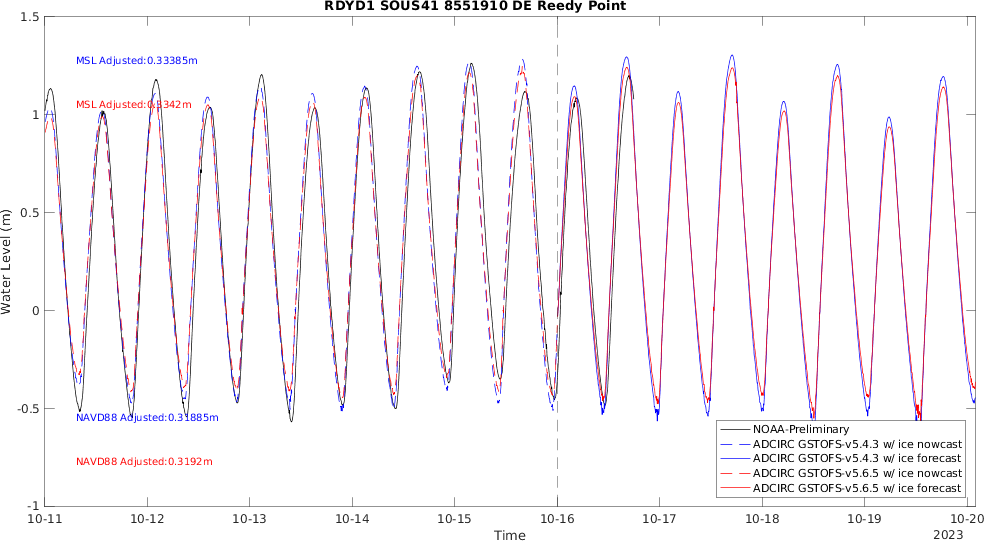 RDYD1 SOUS41 8551910 DE Reedy Point
1.5
MSL Adjusted:0.33385m
MSL Adjusted:0.3342m
1
0.5
0
-0.5
-1
Water Level (m)
NAVD88 Adjusted:0.31885m
NAVD88 Adjusted:0.3192m
NOAA-Preliminary
ADCIRC GSTOFS-v5.4.3 w/ ice nowcast
ADCIRC GSTOFS-v5.4.3 w/ ice forecast
ADCIRC GSTOFS-v5.6.5 w/ ice nowcast
ADCIRC GSTOFS-v5.6.5 w/ ice forecast
10-11 10-12 10-13 10-14 10-15 10-16 10-17 10-18 10-19 10-20
Time
2023